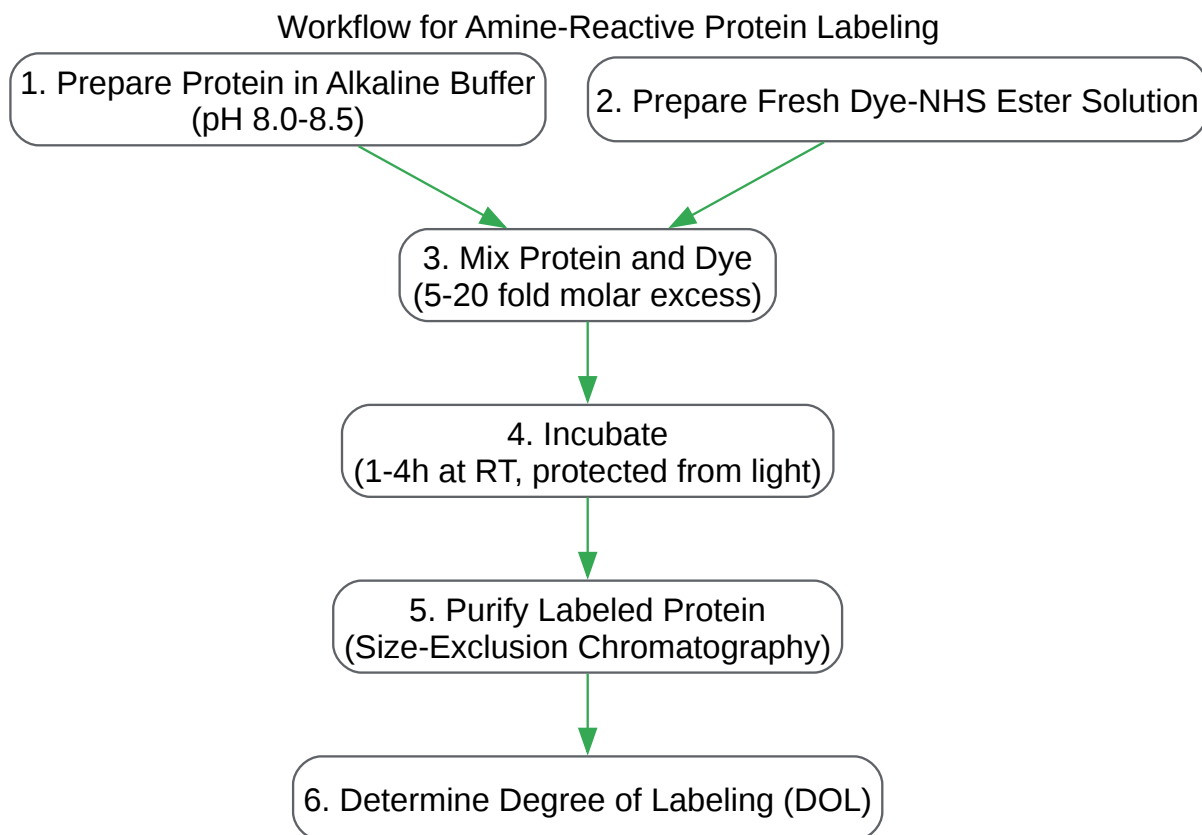 Workflow for Amine-Reactive Protein Labeling
1. Prepare Protein in Alkaline Buffer
(pH 8.0-8.5)
2. Prepare Fresh Dye-NHS Ester Solution
3. Mix Protein and Dye
(5-20 fold molar excess)
4. Incubate
(1-4h at RT, protected from light)
5. Purify Labeled Protein
(Size-Exclusion Chromatography)
6. Determine Degree of Labeling (DOL)